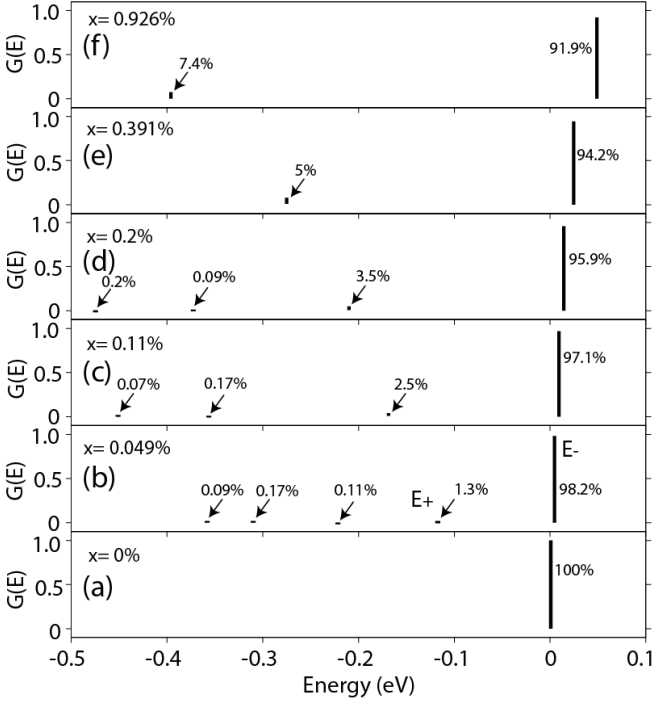 1.0
x= 0.926%
G(E)
(f)
91.9%
0.5
7.4%
0
1.0
x= 0.391%
G(E)
(e)
94.2%
0.5
5%
0
1.0
x= 0.2%
G(E)
(d)
95.9%
0.5
0.2%
0.09%
3.5%
0
1.0
x= 0.11%
G(E)
(c)
97.1%
0.5
0.07%
0.17%
2.5%
0
1.0
x= 0.049%
G(E)
(b)
E-
0.5
0.09%
0.17%
0.11%
E+
1.3%
98.2%
0
1.0
x= 0%
G(E)
(a)
100%
0.5
0
-0.5 -0.4 -0.3 -0.2 -0.1 0 0.1
Energy (eV)